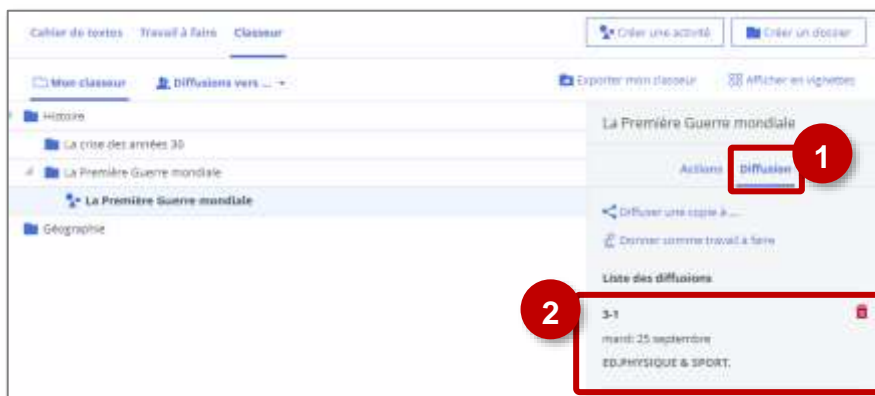 Cahier de textes Travail à faire Classeur
Créer une activité Créer un dossier
Mon classeur Diffusions vers ...
Exporter mon classeur Afficher en vignettes
Histoire
La crise des années 30
La Première Guerre mondiale
La Première Guerre mondiale
Géographie
La Première Guerre mondiale
Actions Diffusion
1
Diffuser une copie à ...
Donner comme travail à faire
Liste des diffusions
2
3-1
mardi 25 septembre
ED.PHYSIQUE & SPORT.